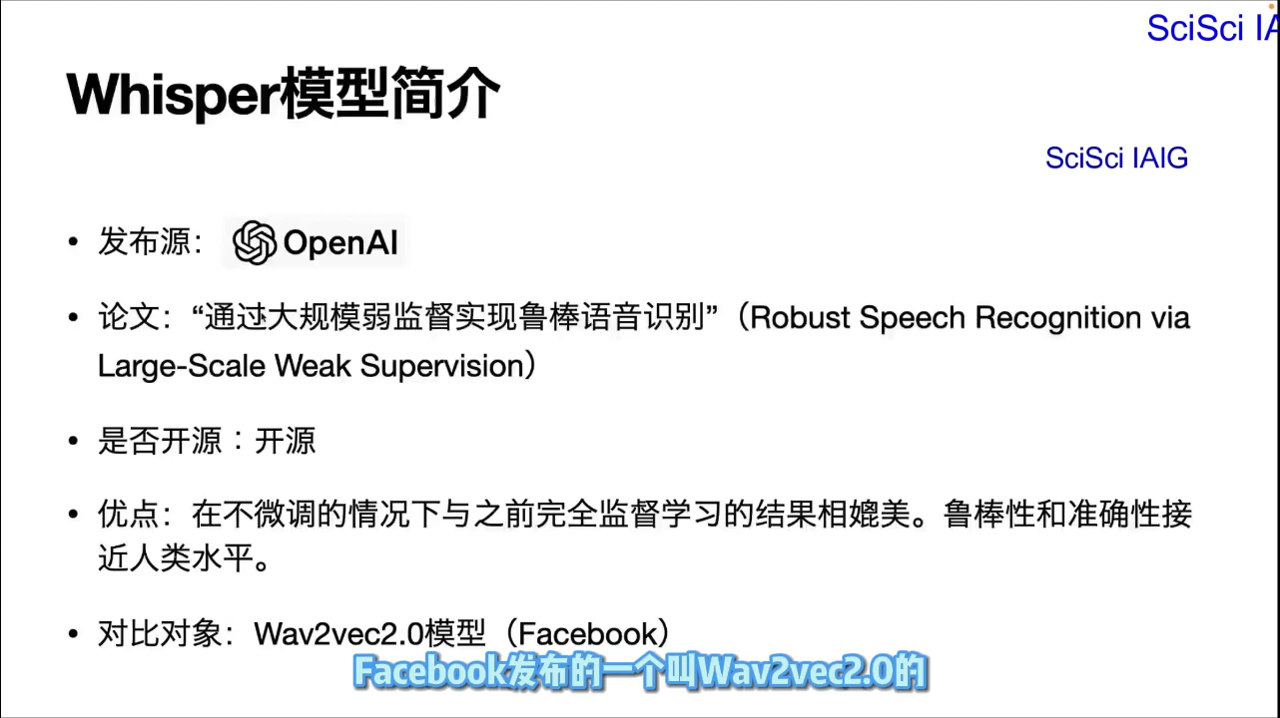 SciSci IA
Whisper模型简介
SciSci IAIG
• 发布源： OpenAI
• 论文：“通过大规模弱监督实现鲁棒语音识别”（Robust Speech Recognition via
Large-Scale Weak Supervision）
• 是否开源：开源
• 优点：在不微调的情况下与之前完全监督学习的结果相媲美。鲁棒性和准确性接
近人类水平。
• 对比对象：Wav2vec2.0模型（Facebook）
Facebook发布的一个叫Wav2vec2.0的